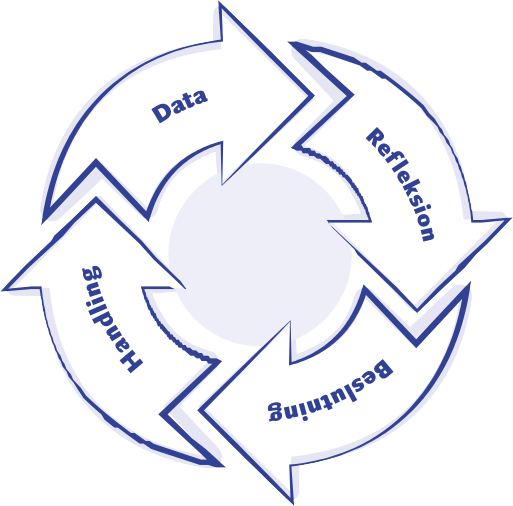 Data
Refleksion
Beslutning
Handling